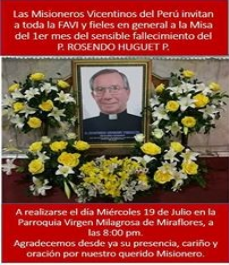 Las Misioneros Vicentinos del Perú invitan
a toda la FAVI y fieles en general a la Misa
del 1er mes del sensible fallecimiento del
P. ROSENDO HUGUET P.
A realizarse el día Miércoles 19 de Julio en la
Parroquia Virgen Milagrosa de Miraflores, a
las 8:00 pm.
Agradecemos desde ya su presencia, cariño y
oración por nuestro querido Misionero.